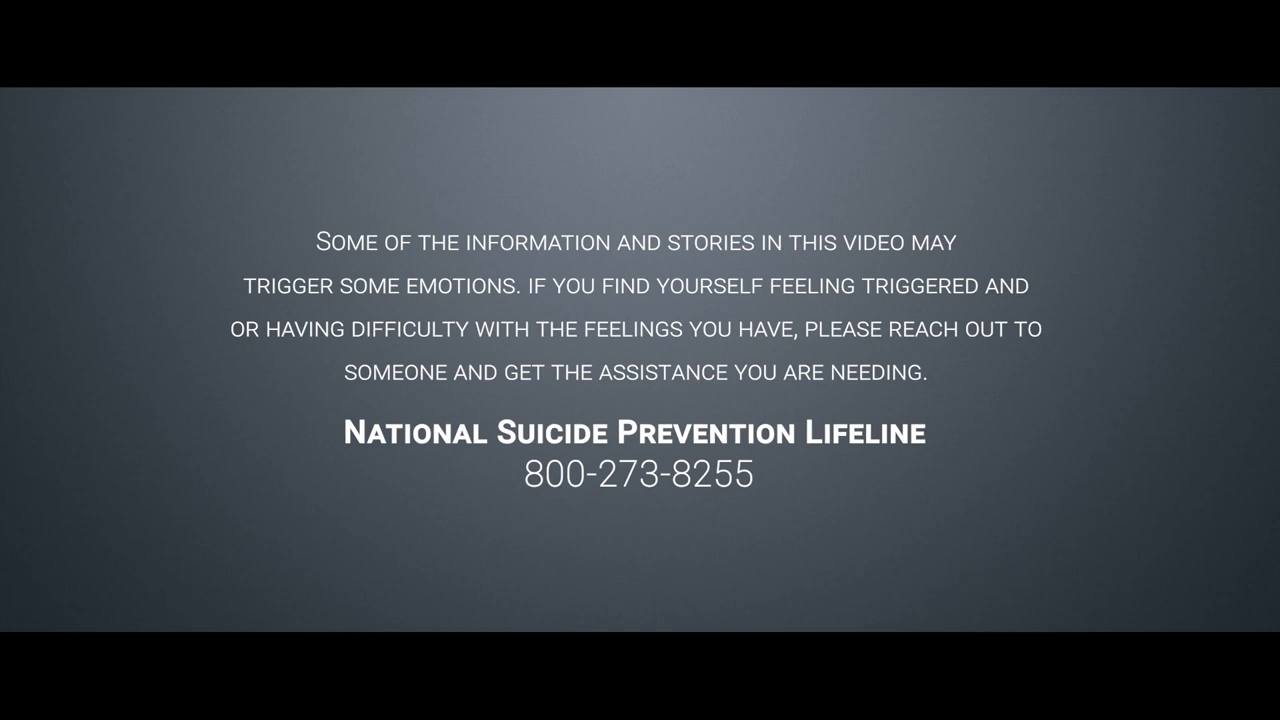 Some of the information and stories in this video may
trigger some emotions. If you find yourself feeling triggered and
or having difficulty with the feelings you have, please reach out to
someone and get the assistance you are needing.
National Suicide Prevention Lifeline
800-273-8255